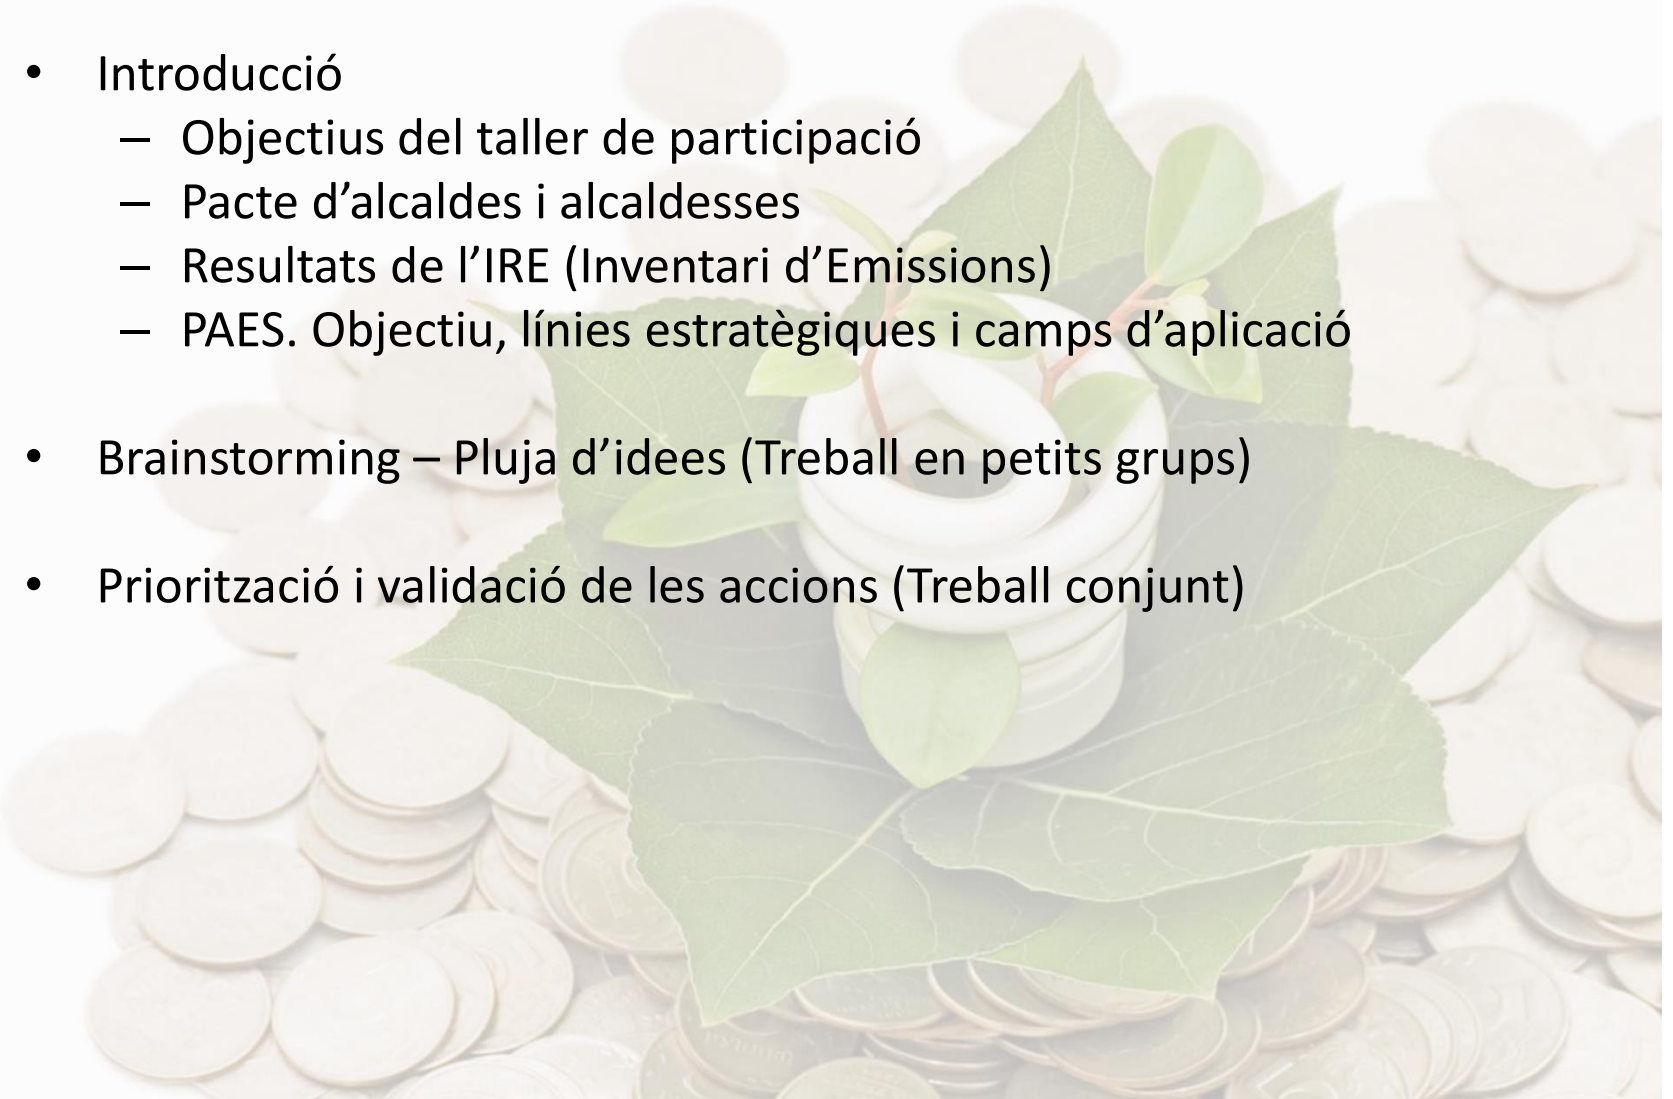 • Introducció
– Objectius del taller de participació
– Pacte d’alcaldes i alcaldesses
– Resultats de l’IRE (Inventari d’Emissions)
– PAES. Objectiu, línies estratègiques i camps d’aplicació
• Brainstorming – Pluja d’idees (Treball en petits grups)
• Priorització i validació de les accions (Treball conjunt)